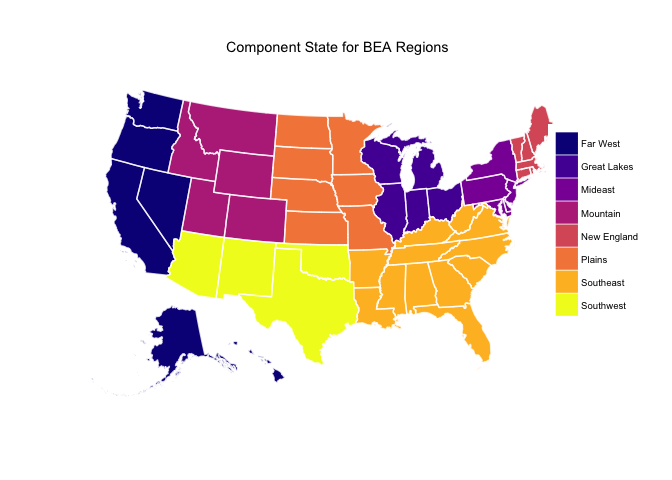 Component State for BEA Regions
Far West
Great Lakes
Mideast
Mountain
New England
Plains
Southeast
Southwest